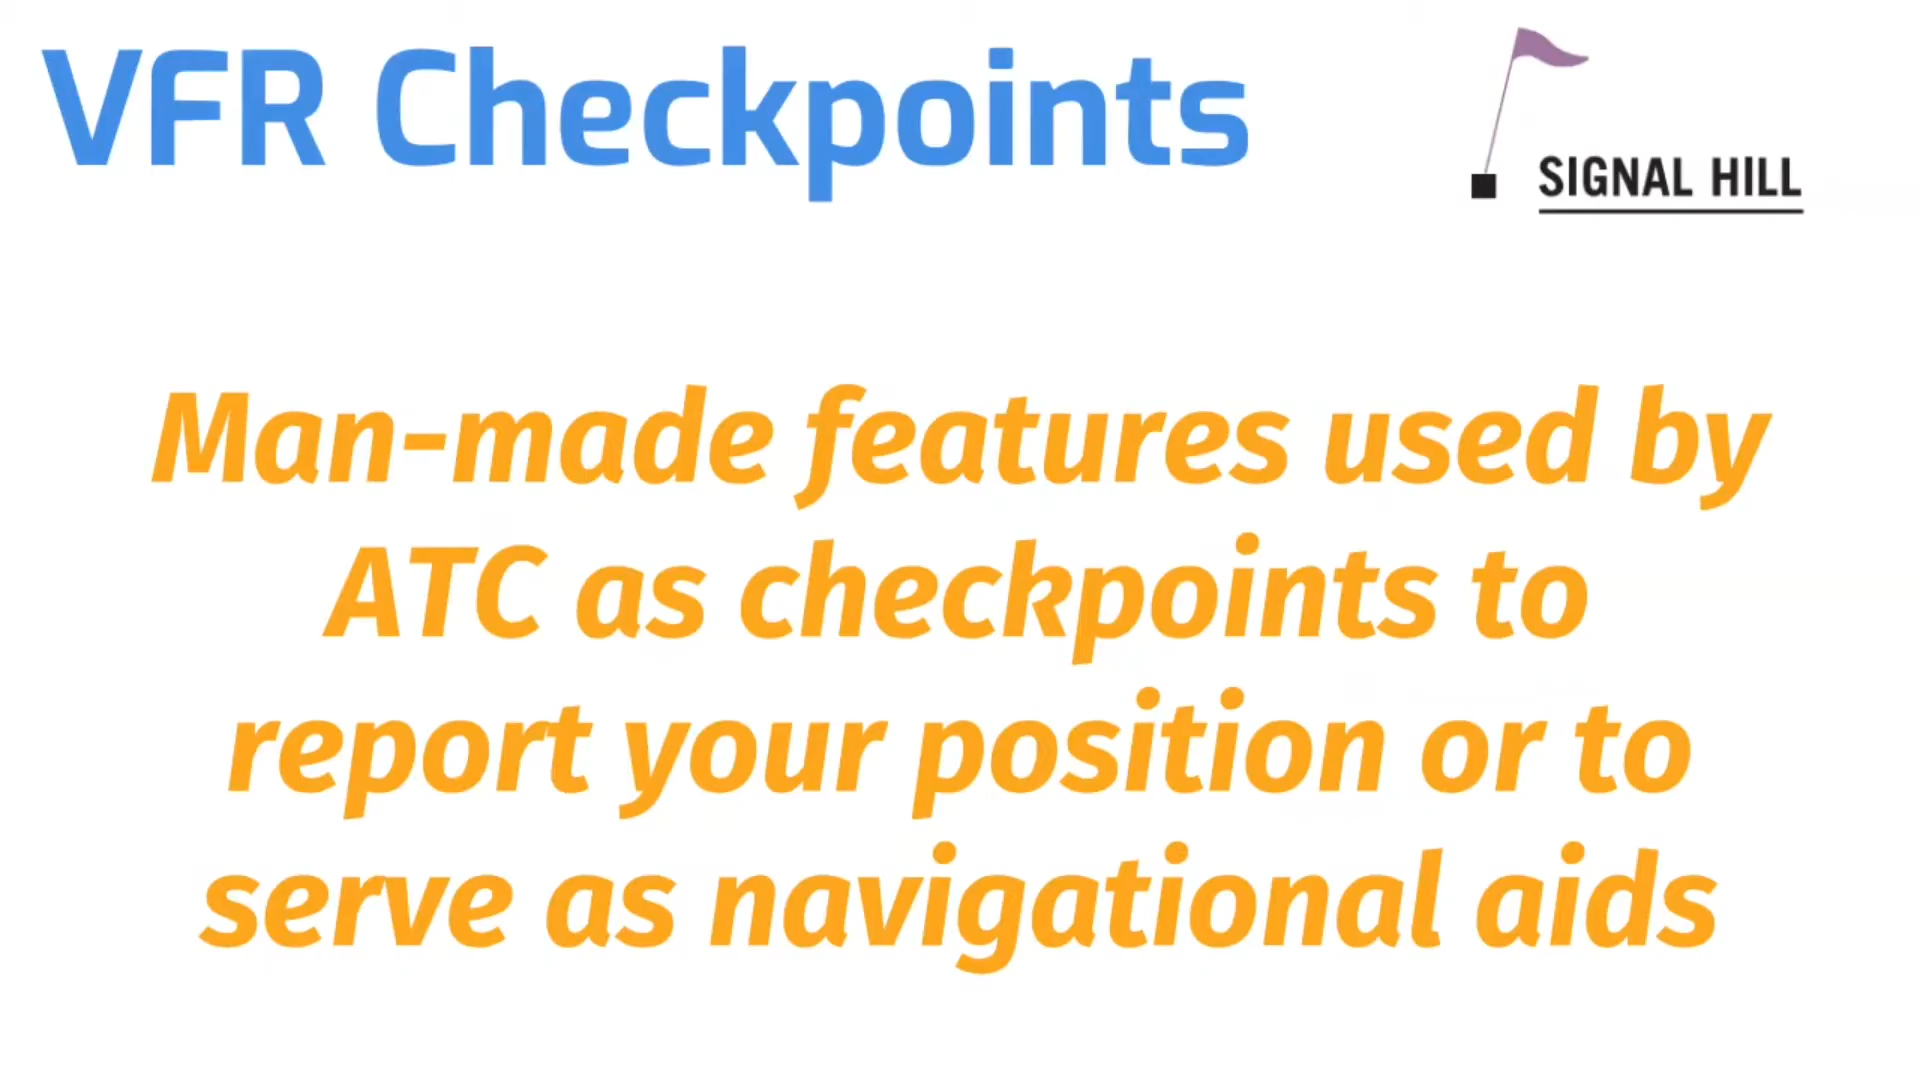 VFR Checkpoints
SIGNAL HILL
Man-made features used by
ATC as checkpoints to
report your position or to
serve as navigational aids